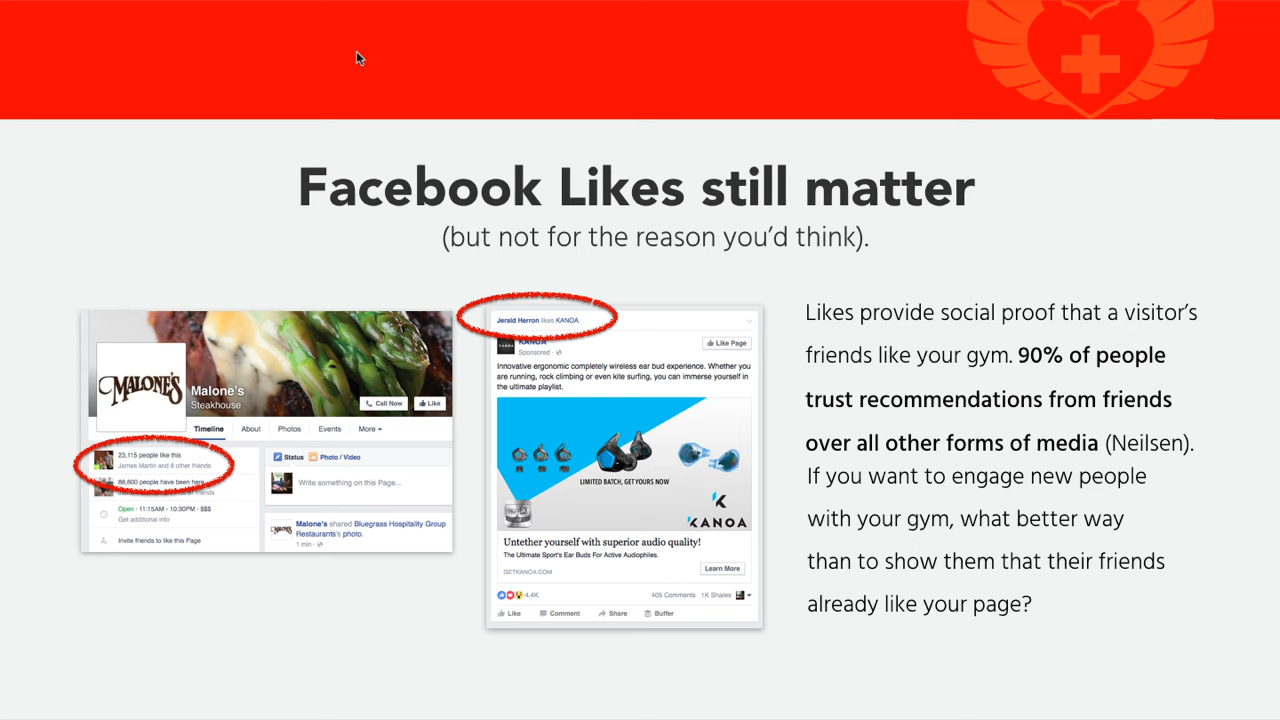 Facebook Likes still matter
(but not for the reason you’d think).
MALONE'S
Malone's
Steakhouse
Call Now
Like
Timeline
About
Photos
Events
More
23,115 people like this
James Martin and 8 other friends
88,600 people have been here
friends
Open · 11:15AM - 10:30PM · $$$
Get additional info
Invite friends to like this Page
Status
Photo / Video
Write something on this Page...
Malone's shared Bluegrass Hospitality Group
Restaurants's photo.
1 min ·
Jerald Herron likes KANOA.
KANOA
Sponsored ·
Like Page
Innovative ergonomic completely wireless ear bud experience. Whether you
are running, rock climbing or even kite surfing, you can immerse yourself in
the ultimate playlist.
LIMITED BATCH, GET YOURS NOW
KANOA
Untether yourself with superior audio quality!
The Ultimate Sport's Ear Buds For Active Audiophiles.
GETKANOA.COM
Learn More
4.4K
405 Comments
1K Shares
Like
Comment
Share
Buffer
Likes provide social proof that a visitor’s
friends like your gym. 90% of people
trust recommendations from friends
over all other forms of media (Neilsen).
If you want to engage new people
with your gym, what better way
than to show them that their friends
already like your page?